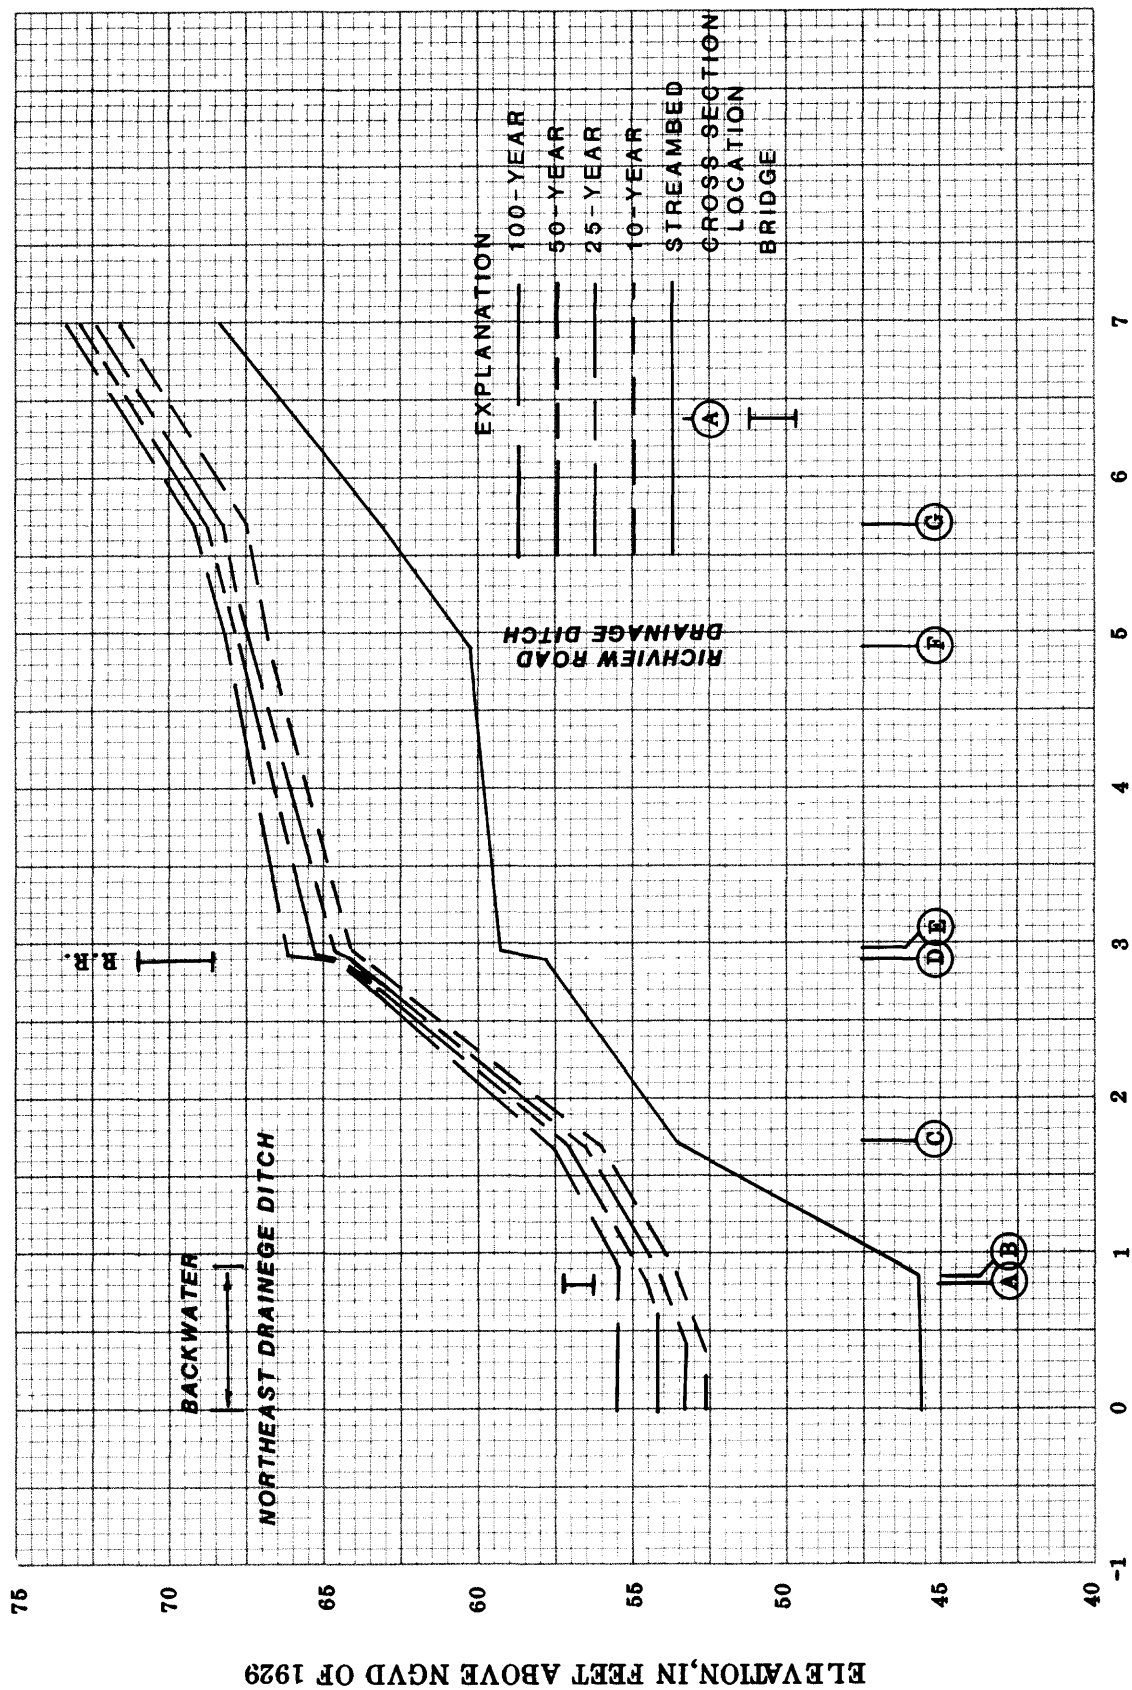 ELEVATION, IN FEET ABOVE NGVD OF 1929
75
70
65
60
55
50
45
40
-1
0
1
2
3
4
5
6
7
BACKWATER
NORTHEAST DRAINEGE DITCH
R.R.
RICHVIEW ROAD
DRAINAGE DITCH
EXPLANATION
100-YEAR
50-YEAR
25-YEAR
10-YEAR
STREAMBED
A
CROSS SECTION
LOCATION
BRIDGE
A
B
C
D
E
F
G